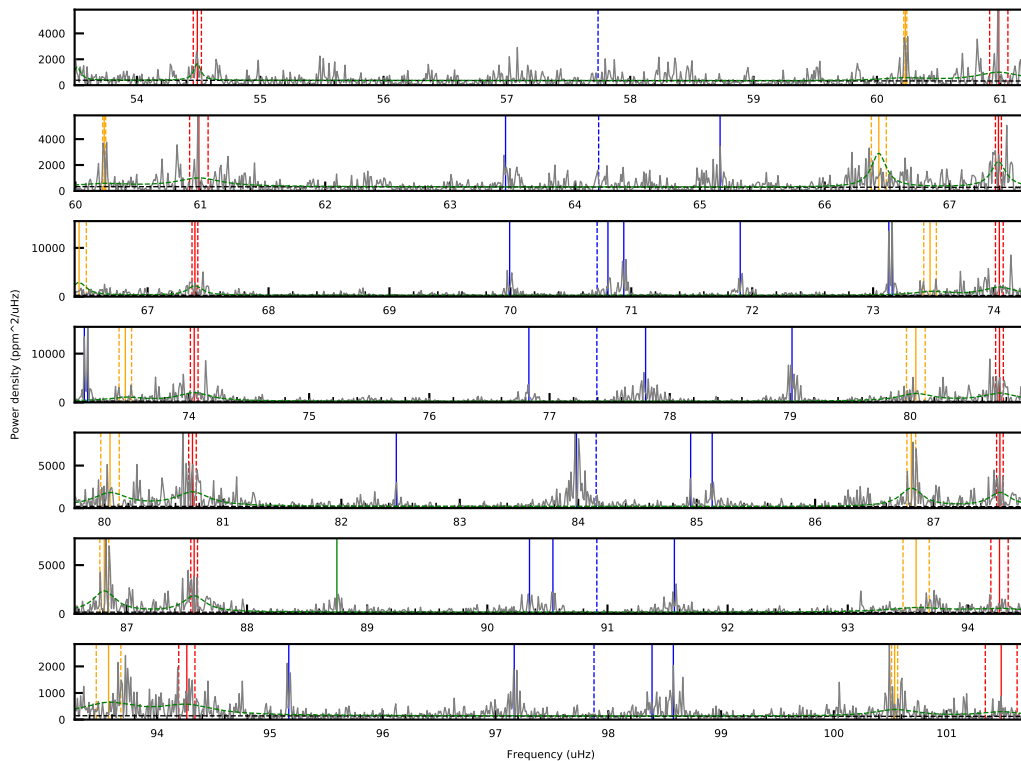 4000
2000
0
54 55 56 57 58 59 60 61
4000
2000
0
60 61 62 63 64 65 66 67
10000
0
67 68 69 70 71 72 73 74
10000
0
74 75 76 77 78 79 80
5000
0
80 81 82 83 84 85 86 87
5000
0
87 88 89 90 91 92 93 94
2000
1000
0
94 95 96 97 98 99 100 101
Power density (ppm^2/uHz)
Frequency (uHz)